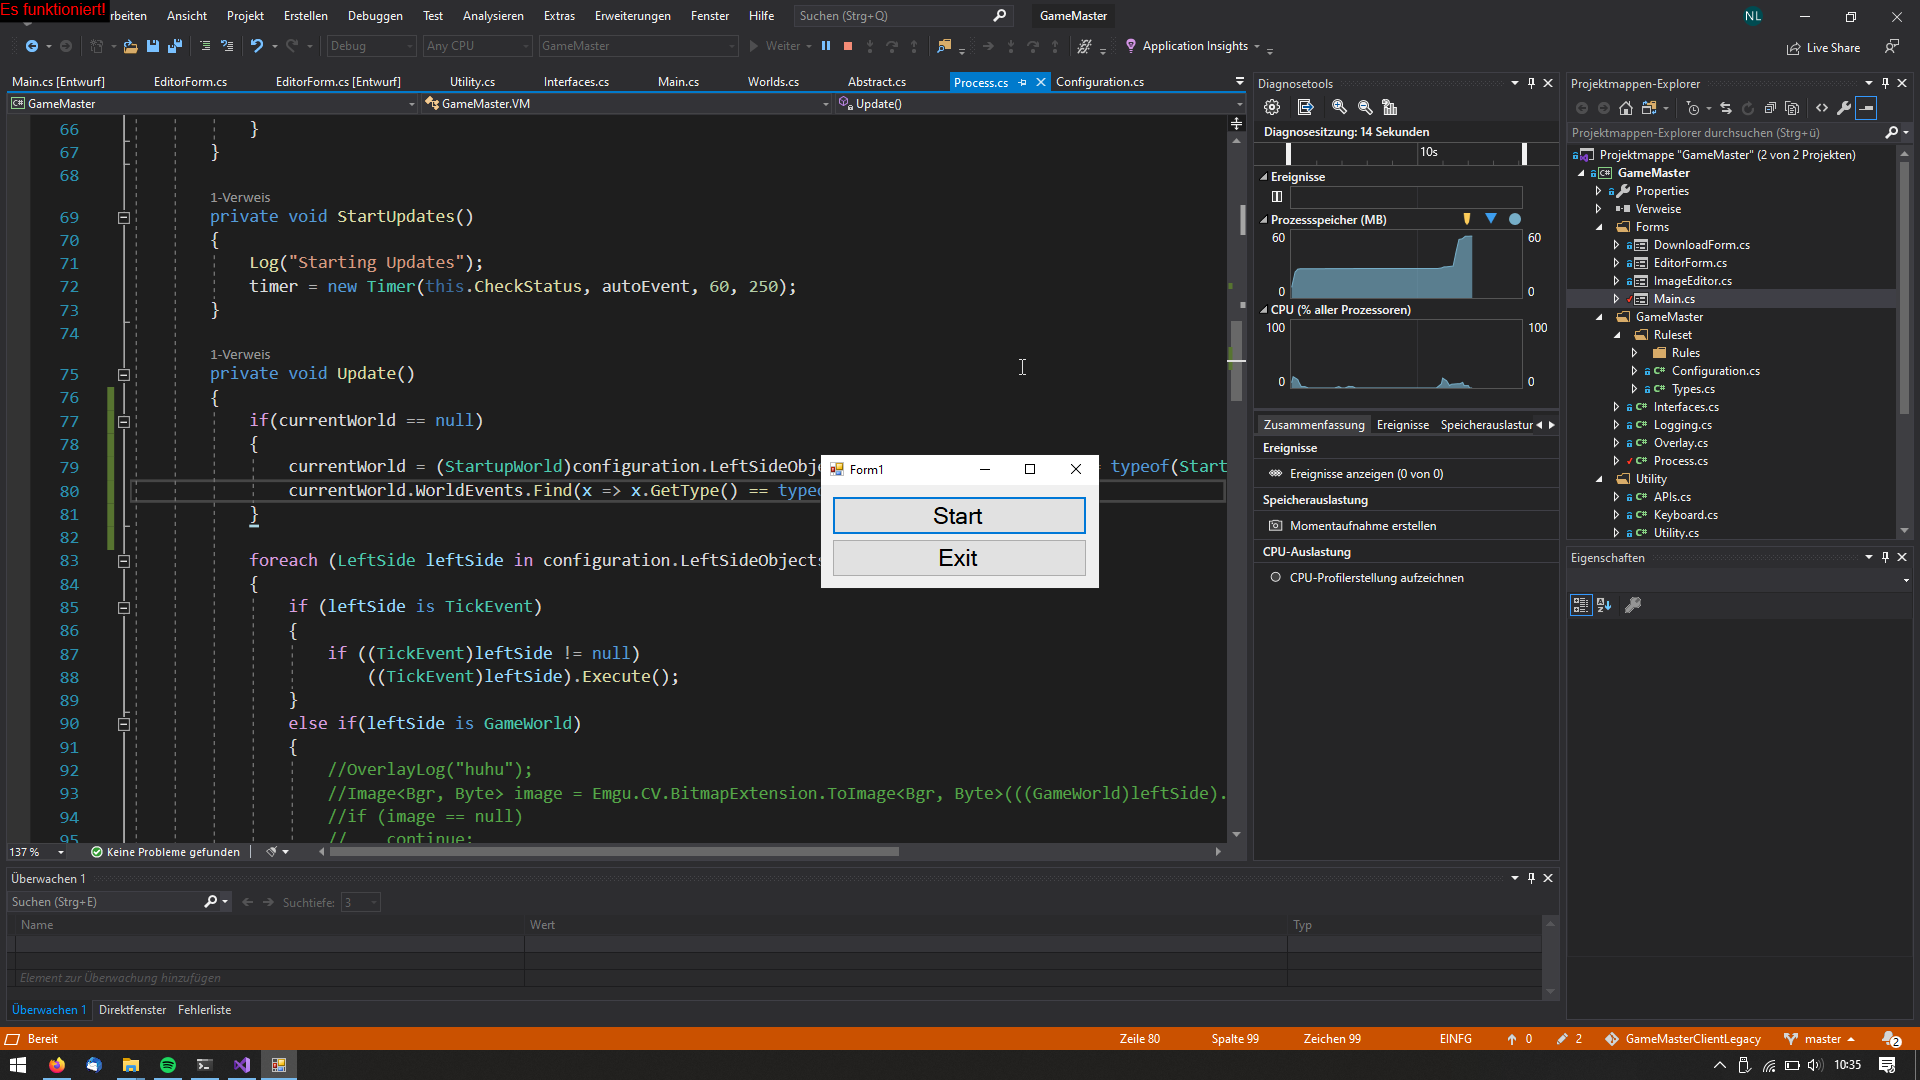 Es funktioniert!
rbeiten Ansicht Projekt Erstellen Debuggen Test Analysieren Extras Erweiterungen Fenster Hilfe Suchen (Strg+Q) GameMaster NL
Debug Any CPU GameMaster Weiter Application Insights Live Share
Main.cs [Entwurf] EditorForm.cs EditorForm.cs [Entwurf] Utility.cs Interfaces.cs Main.cs Worlds.cs Abstract.cs Process.cs Configuration.cs
GameMaster GameMaster.VM Update()
66 }
67 }
68
1-Verweis
69 private void StartUpdates()
70 {
71 Log("Starting Updates");
72 timer = new Timer(this.CheckStatus, autoEvent, 60, 250);
73 }
74
1-Verweis
75 private void Update()
76 {
77 if(currentWorld == null)
78 {
79 currentWorld = (StartupWorld)configuration.LeftSideObj = typeof(Start
80 currentWorld.WorldEvents.Find(x => x.GetType() == type
81 }
82
83 foreach (LeftSide leftSide in configuration.LeftSideObjects
84 {
85 if (leftSide is TickEvent)
86 {
87 if ((TickEvent)leftSide != null)
88 ((TickEvent)leftSide).Execute();
89 }
90 else if(leftSide is GameWorld)
91 {
92 //OverlayLog("huhu");
93 //Image<Bgr, Byte> image = Emgu.CV.BitmapExtension.ToImage<Bgr, Byte>(((GameWorld)leftSide).
94 //if (image == null)
95 // continue;
Form1
Start
Exit
137 % Keine Probleme gefunden
Diagnosetools
Diagnosesitzung: 14 Sekunden
10s
Ereignisse
Prozessspeicher (MB)
60 60
0 0
CPU (% aller Prozessoren)
100 100
0 0
Zusammenfassung Ereignisse Speicherauslastun
Ereignisse
Ereignisse anzeigen (0 von 0)
Speicherauslastung
Momentaufnahme erstellen
CPU-Auslastung
CPU-Profilerstellung aufzeichnen
Projektmappen-Explorer
Projektmappen-Explorer durchsuchen (Strg+ü)
Projektmappe "GameMaster" (2 von 2 Projekten)
GameMaster
Properties
Verweise
Forms
DownloadForm.cs
EditorForm.cs
ImageEditor.cs
Main.cs
GameMaster
Ruleset
Rules
Configuration.cs
Types.cs
Interfaces.cs
Logging.cs
Overlay.cs
Process.cs
Utility
APIs.cs
Keyboard.cs
Utility.cs
Eigenschaften
Überwachen 1
Suchen (Strg+E) Suchtiefe: 3
Name Wert Typ
Element zur Überwachung hinzufügen
Überwachen 1 Direktfenster Fehlerliste
Bereit Zeile 80 Spalte 99 Zeichen 99 EINFG 0 2 GameMasterClientLegacy master 2
10:35